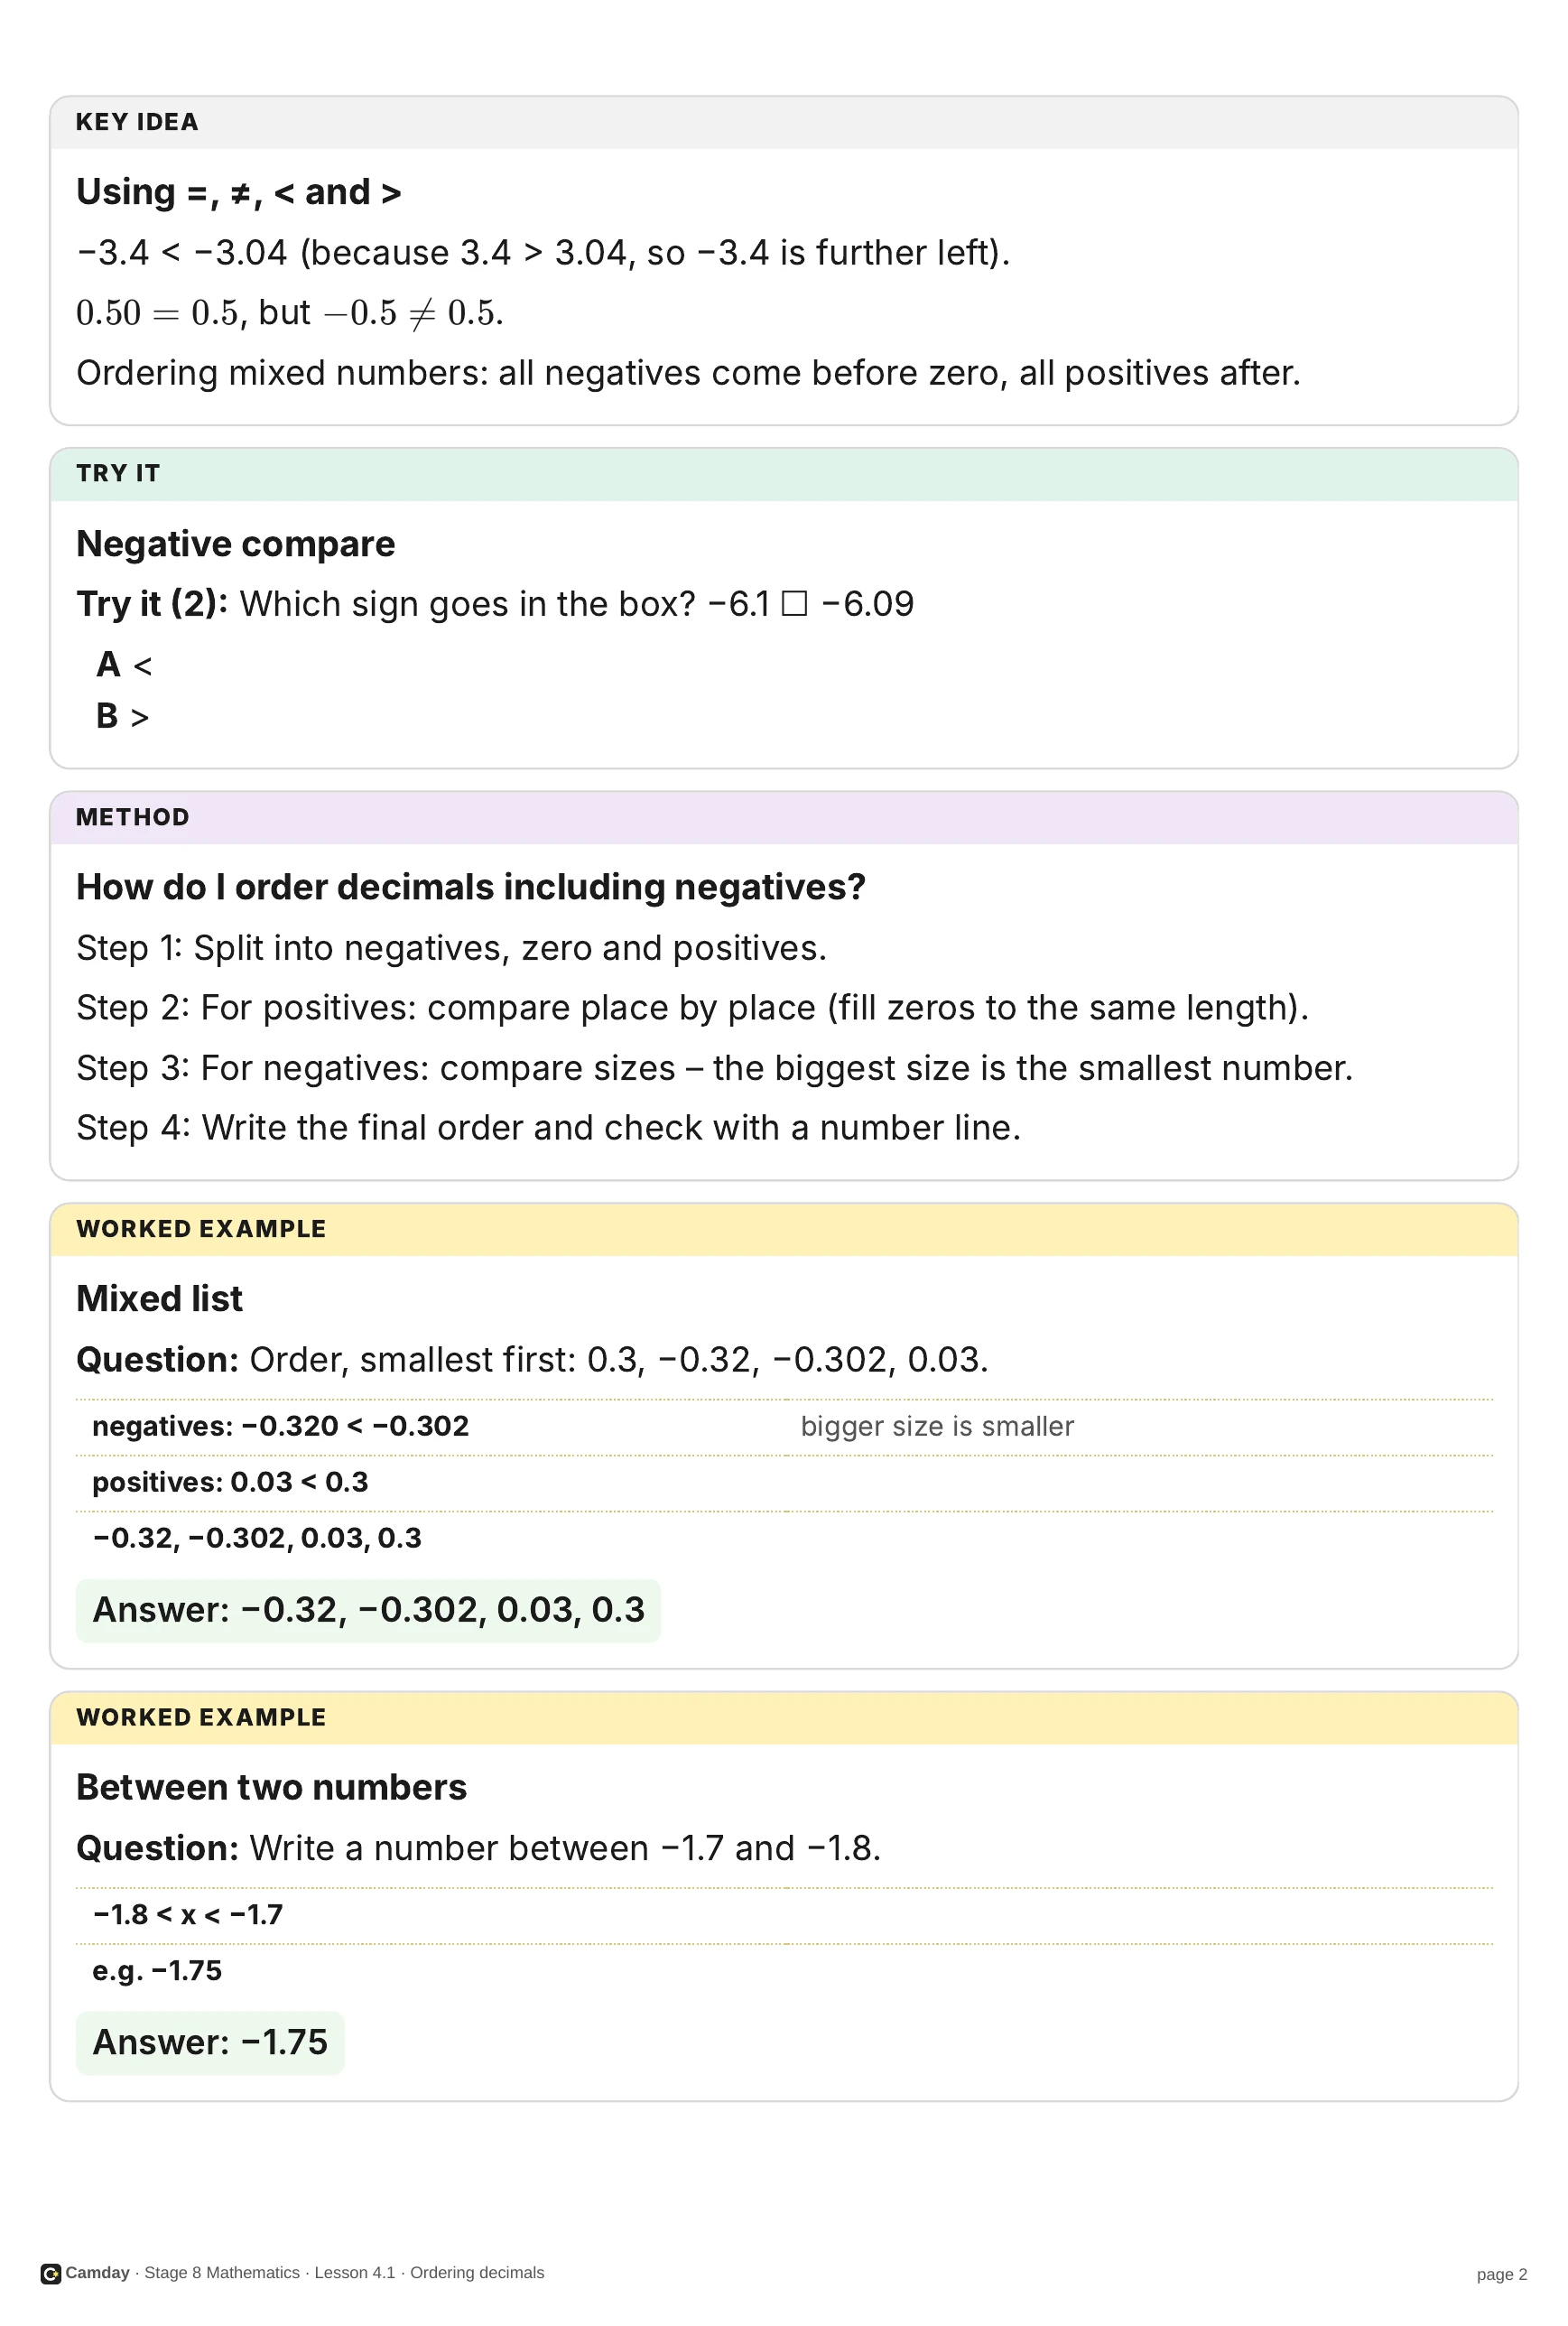 KEY IDEA
Using =, ≠, < and >
−3.4 < −3.04 (because 3.4 > 3.04, so −3.4 is further left).
0.50 = 0.5, but −0.5 ≠ 0.5.
Ordering mixed numbers: all negatives come before zero, all positives after.
TRY IT
Negative compare
Try it (2): Which sign goes in the box? −6.1 □ −6.09
A <
B >
METHOD
How do I order decimals including negatives?
Step 1: Split into negatives, zero and positives.
Step 2: For positives: compare place by place (fill zeros to the same length).
Step 3: For negatives: compare sizes – the biggest size is the smallest number.
Step 4: Write the final order and check with a number line.
WORKED EXAMPLE
Mixed list
Question: Order, smallest first: 0.3, −0.32, −0.302, 0.03.
negatives: −0.320 < −0.302 bigger size is smaller
positives: 0.03 < 0.3
−0.32, −0.302, 0.03, 0.3
Answer: −0.32, −0.302, 0.03, 0.3
WORKED EXAMPLE
Between two numbers
Question: Write a number between −1.7 and −1.8.
−1.8 < x < −1.7
e.g. −1.75
Answer: −1.75
Camday · Stage 8 Mathematics · Lesson 4.1 · Ordering decimals page 2